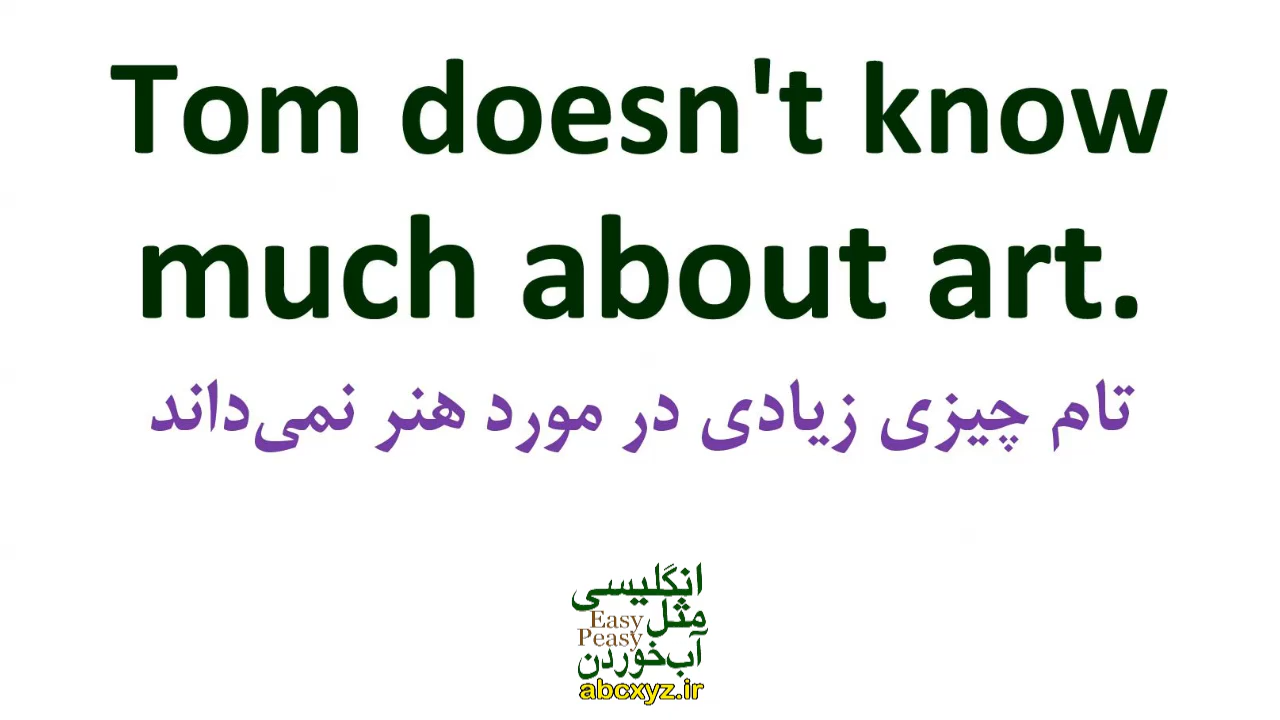 Tom doesn't know
much about art.
تام چیزی زیادی در مورد هنر نمی‌داند
انگلیسی
مثل
Easy
Peasy
آب‌خوردن
abcxyz.ir